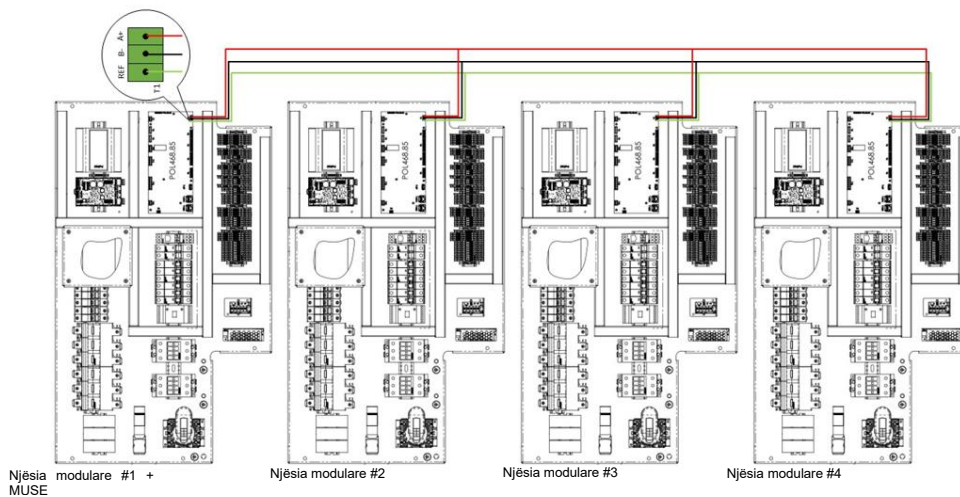 A+
B-
REF
T1
POL468.85
POL468.85
POL468.85
POL468.85
Njësia modulare #1 +
MUSE
Njësia modulare #2
Njësia modulare #3
Njësia modulare #4